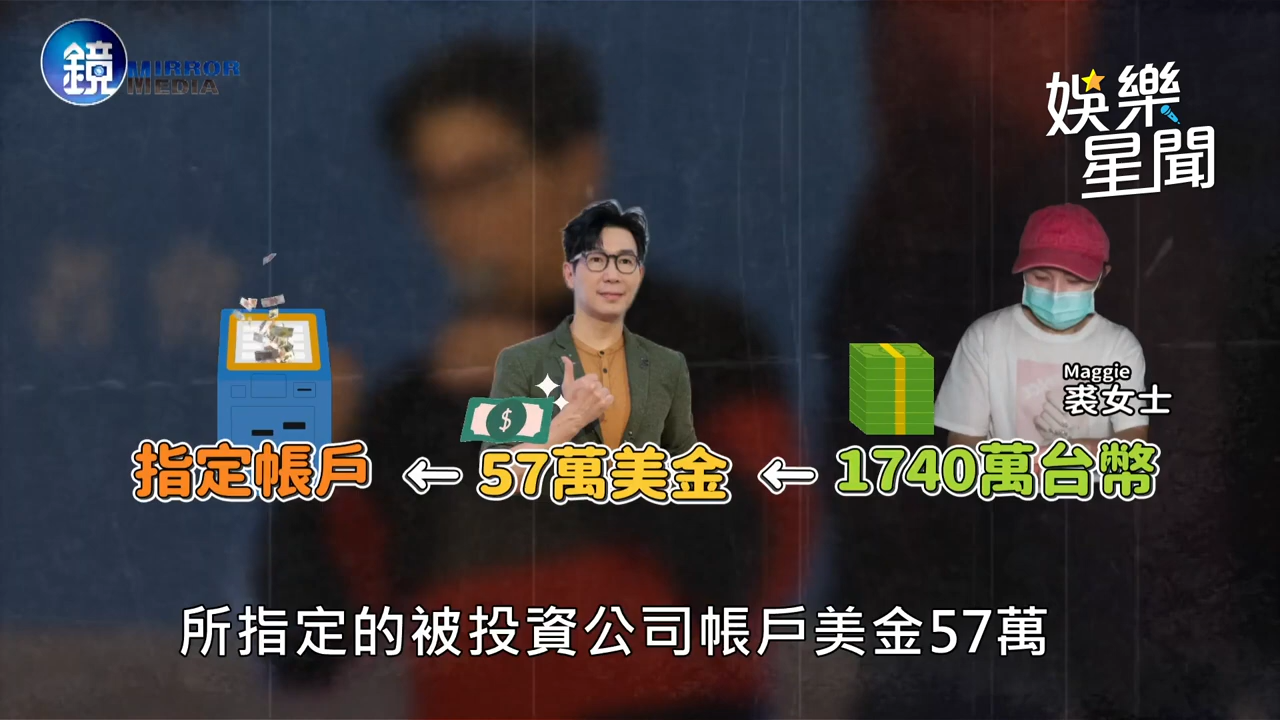 鏡 MIRROR MEDIA
娛樂
星聞
Maggie
裘女士
指定帳戶 ← 57萬美金 ← 1740萬台幣
$
所指定的被投資公司帳戶美金57萬